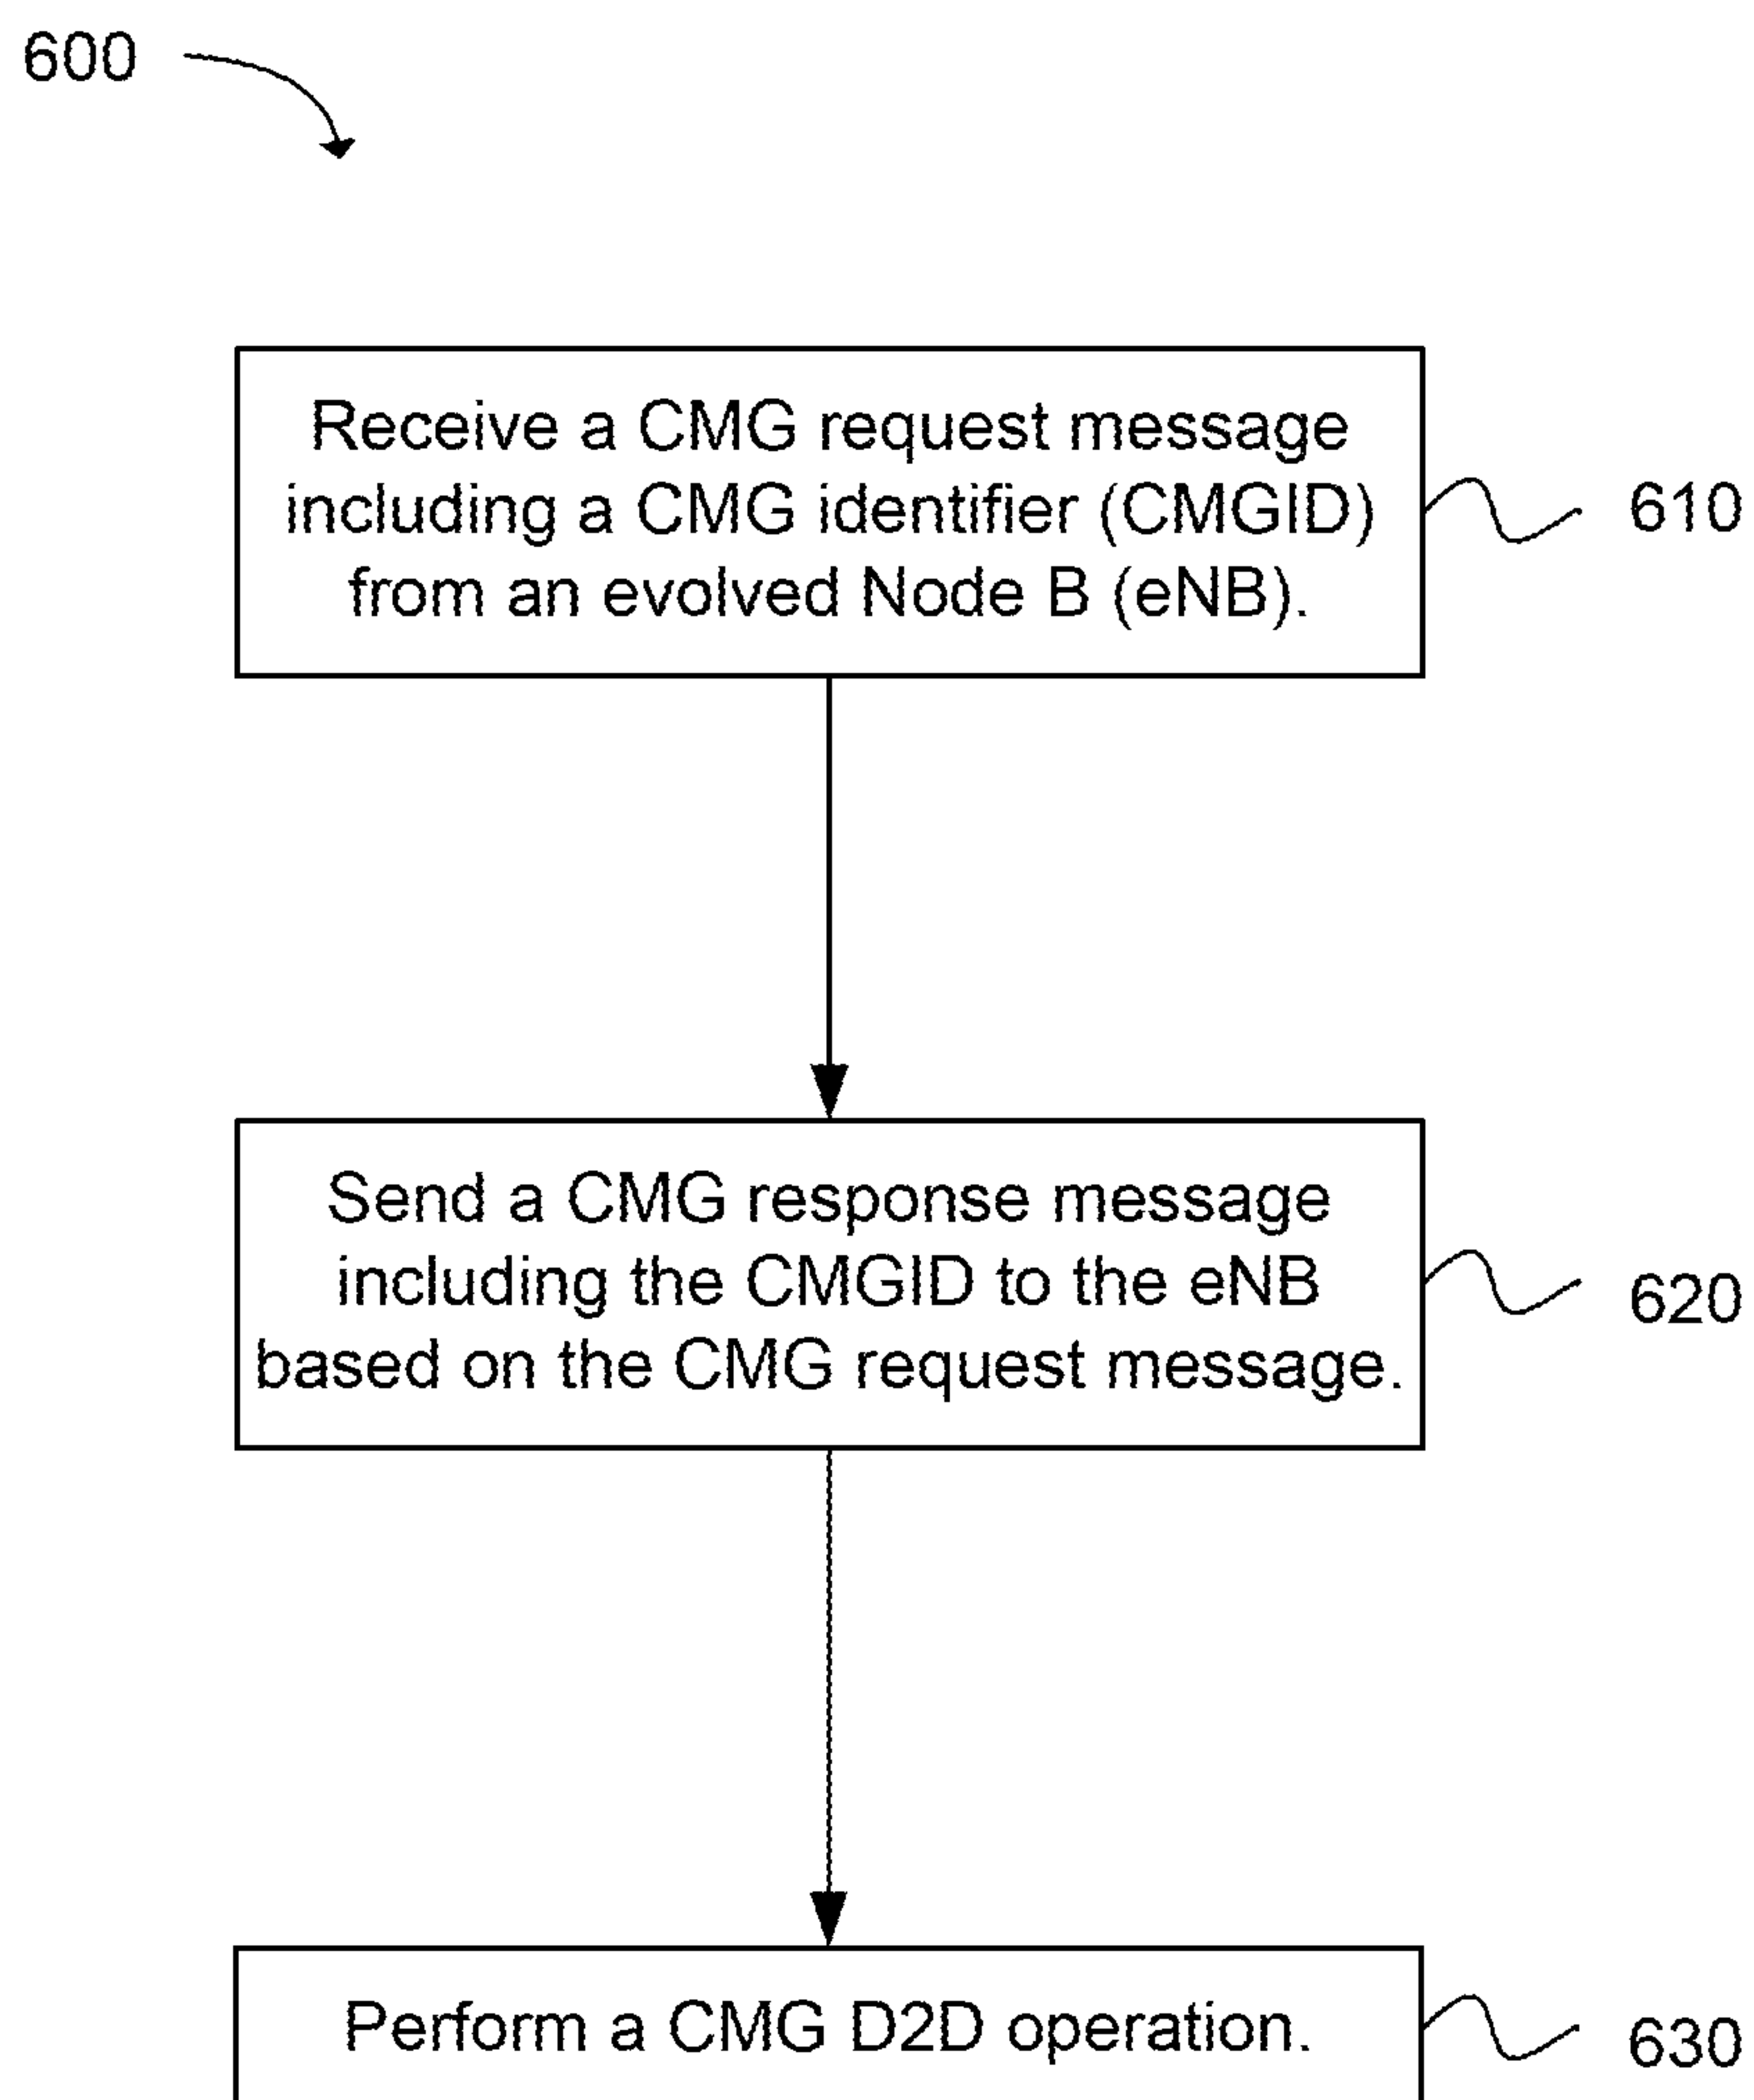 600
Receive a CMG request message
including a CMG identifier (CMGID)
from an evolved Node B (eNB).
610
Send a CMG response message
including the CMGID to the eNB
based on the CMG request message.
620
Perform a CMG D2D operation.
630